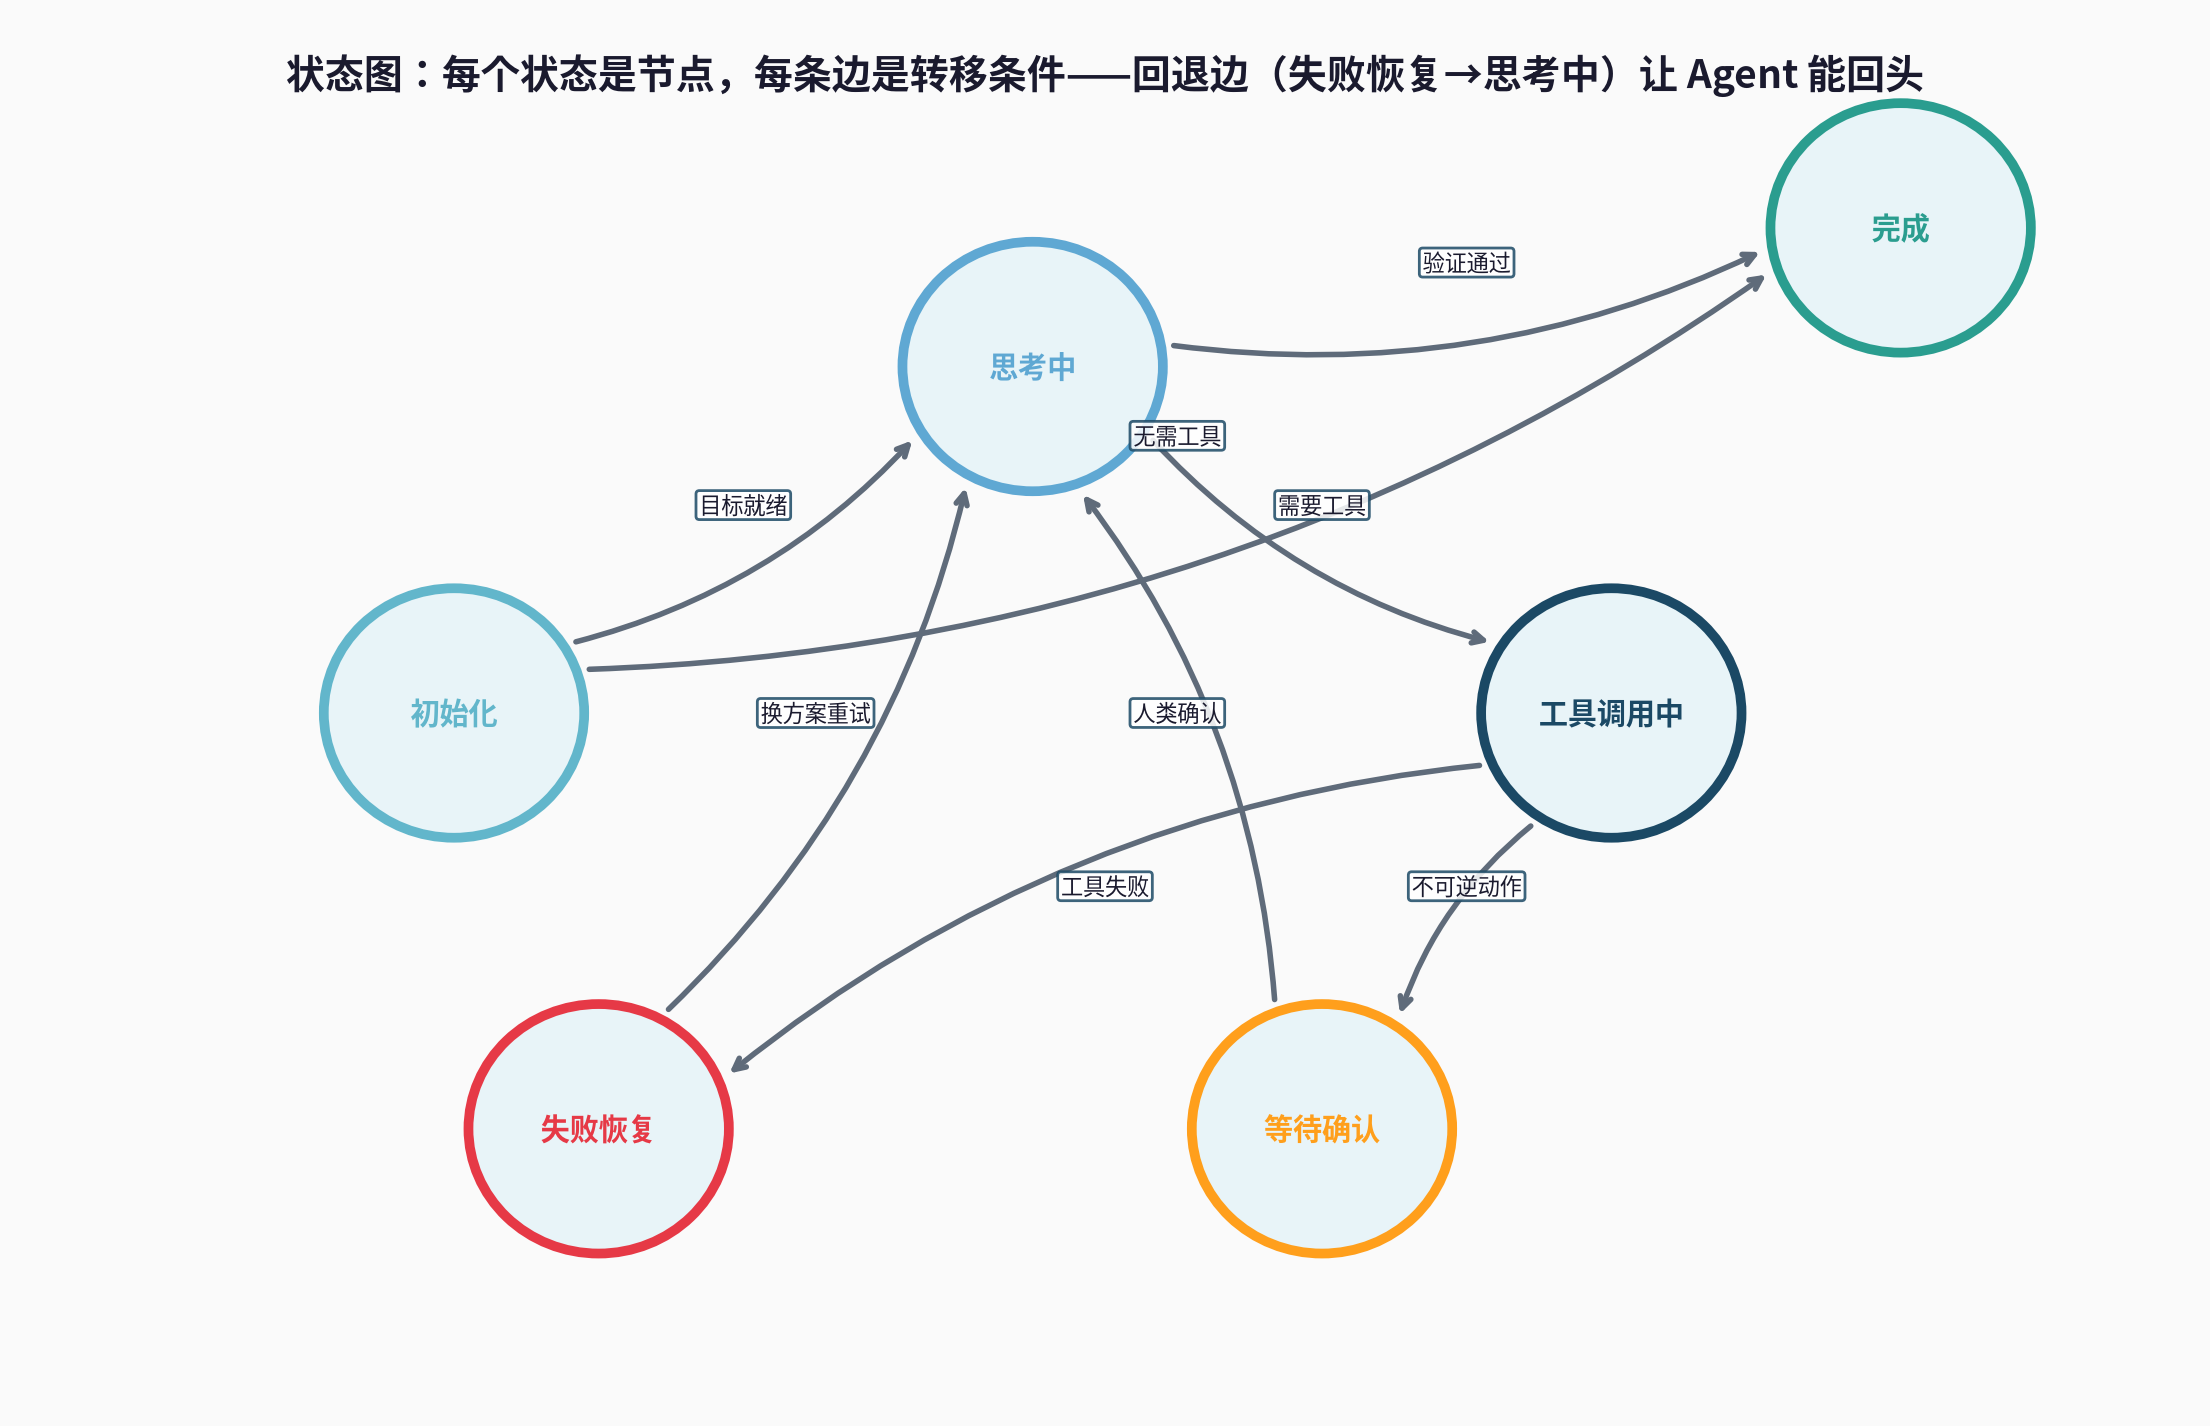 状态图：每个状态是节点，每条边是转移条件——回退边（失败恢复→思考中）让 Agent 能回头
完成
验证通过
思考中
无需工具
目标就绪
需要工具
初始化
换方案重试
人类确认
工具调用中
工具失败
不可逆动作
失败恢复
等待确认